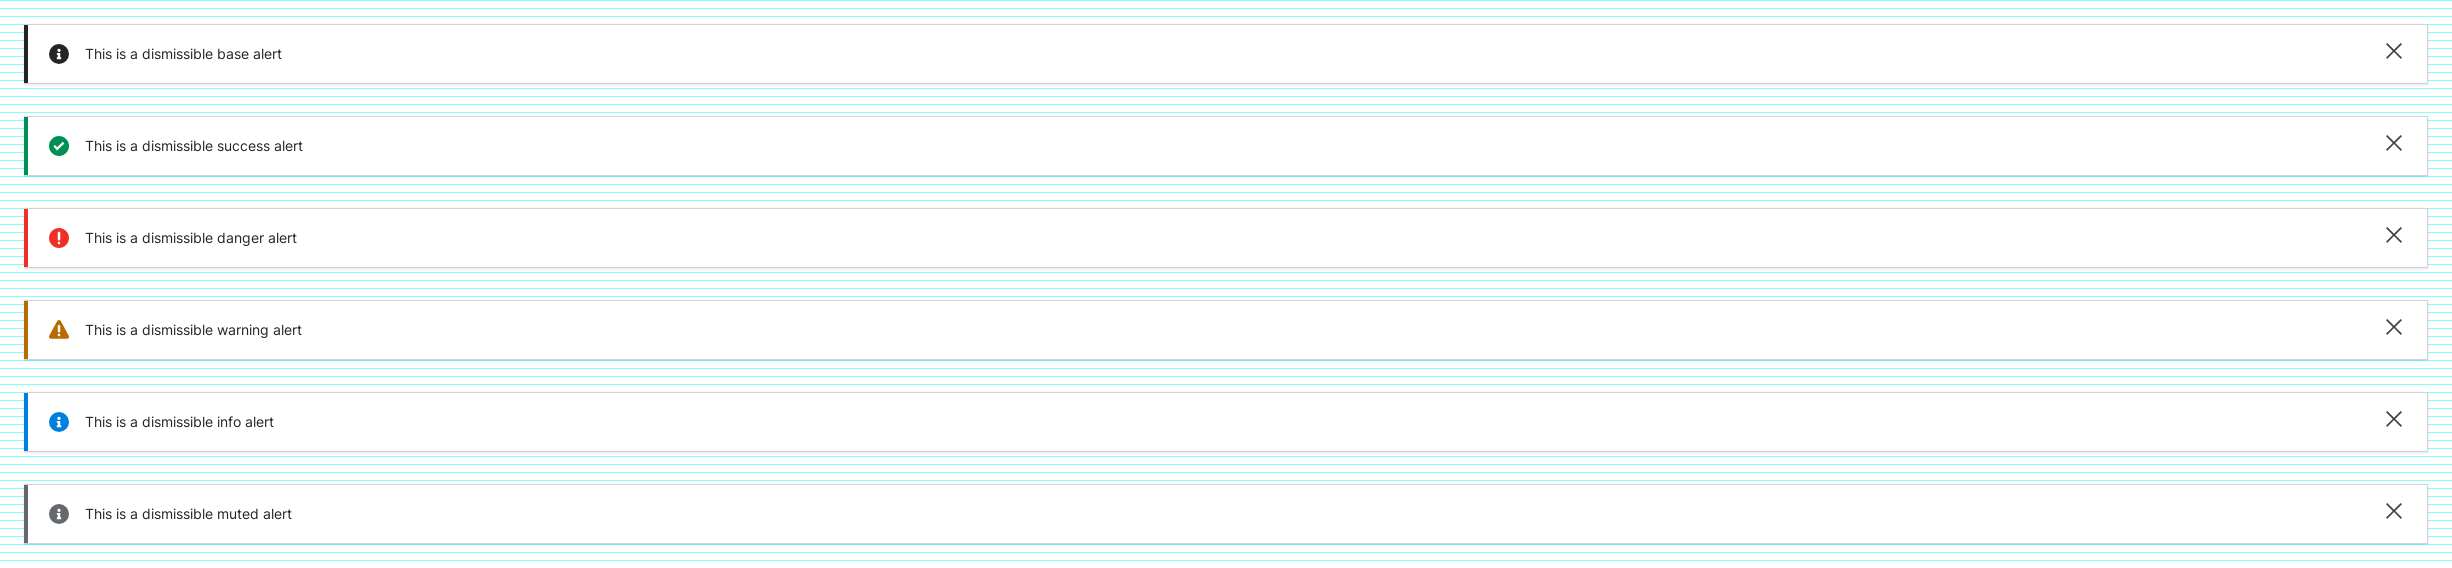 This is a dismissible base alert
This is a dismissible success alert
This is a dismissible danger alert
This is a dismissible warning alert
This is a dismissible info alert
This is a dismissible muted alert